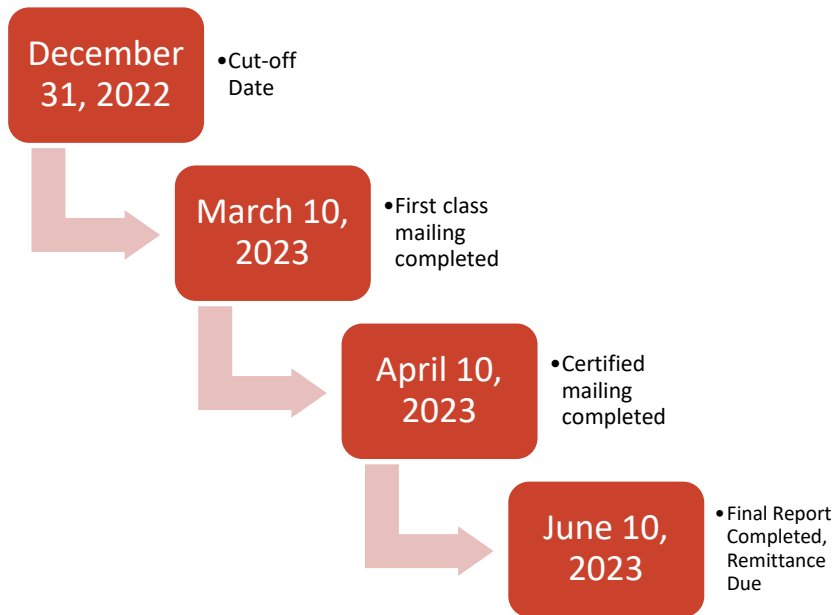 December
31, 2022
•Cut-off
Date
March 10,
2023
•First class
mailing
completed
April 10,
2023
•Certified
mailing
completed
June 10,
2023
•Final Report
Completed,
Remittance
Due